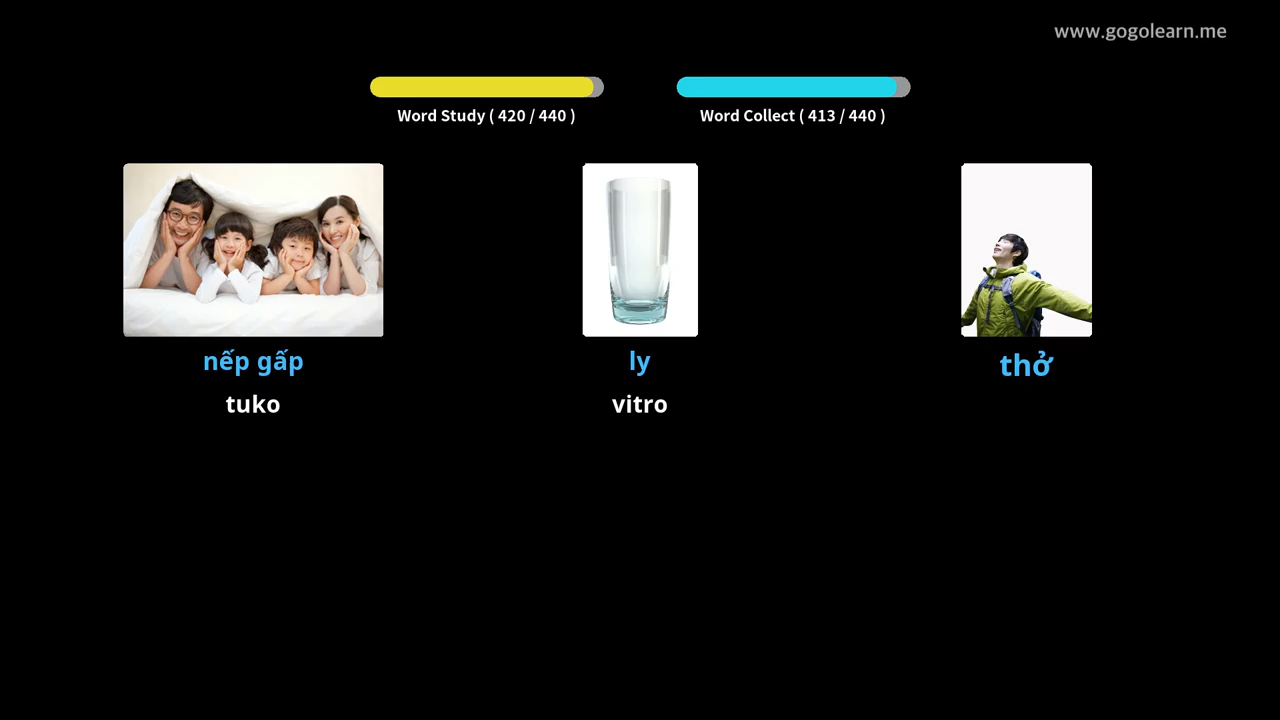 www.gogolearn.me
Word Study ( 420 / 440 )
Word Collect ( 413 / 440 )
nếp gấp
ly
thở
tuko
vitro